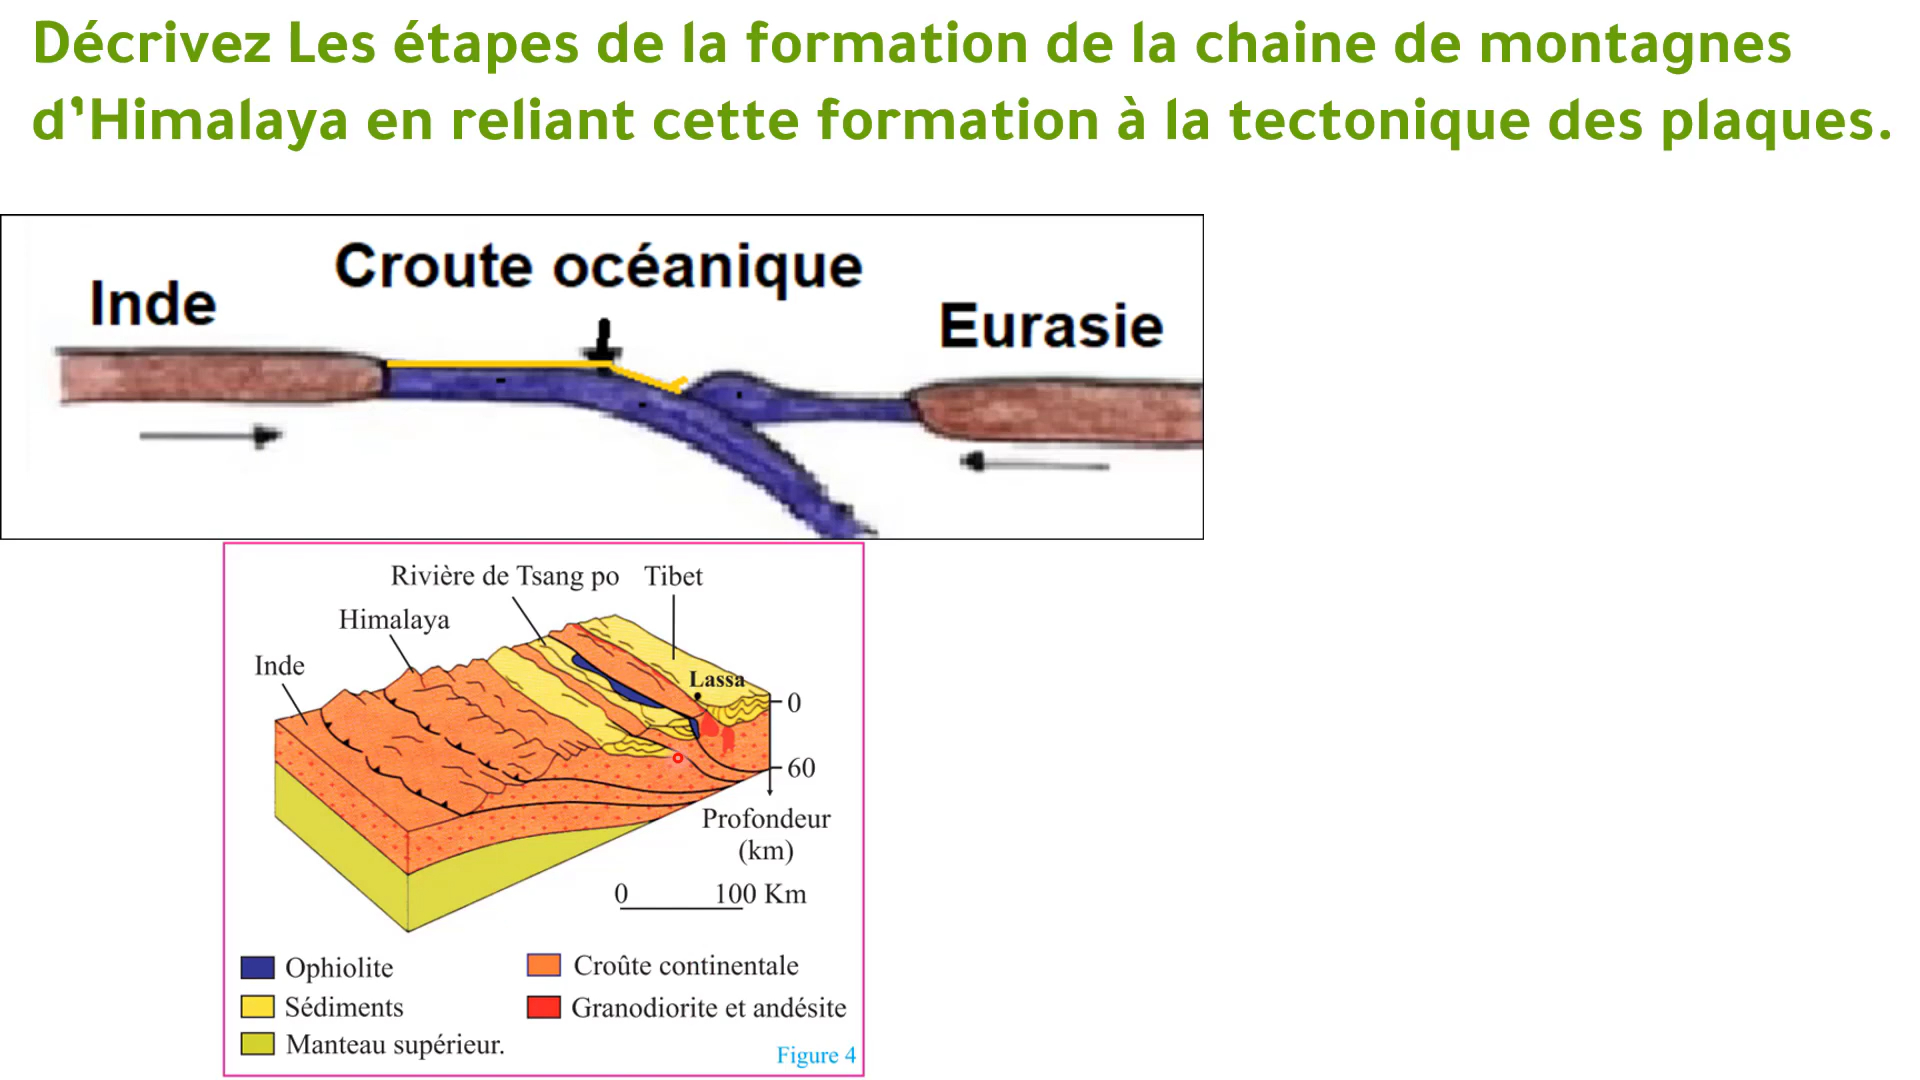 Décrivez Les étapes de la formation de la chaine de montagnes
d’Himalaya en reliant cette formation à la tectonique des plaques.
Croute océanique
Inde
Eurasie
Rivière de Tsang po Tibet
Himalaya
Inde
Lassa
0
60
Profondeur
(km)
0 100 Km
Ophiolite Croûte continentale
Sédiments Granodiorite et andésite
Manteau supérieur.
Figure 4